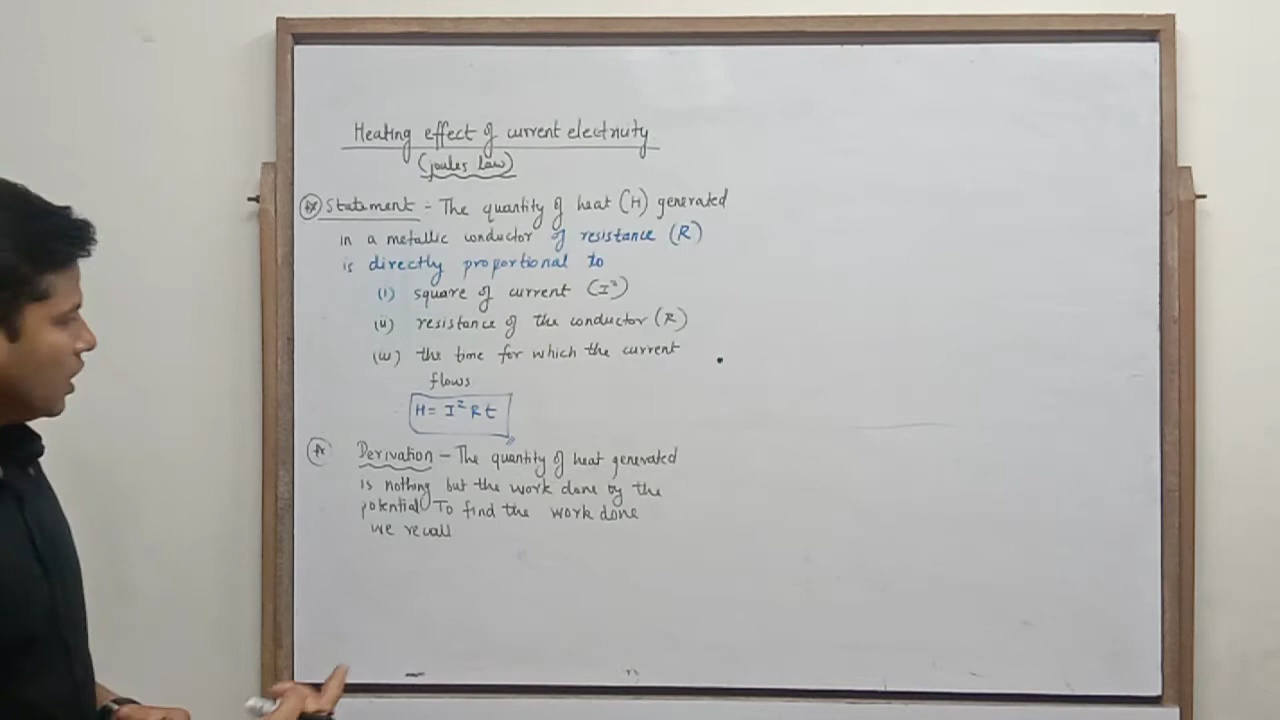 Heating effect of current electricity
(joules law)
Statement - The quantity of heat (H) generated
in a metallic conductor of resistance (R)
is directly proportional to
(i) square of current (I²)
(ii) resistance of the conductor (R)
(iii) the time for which the current
flows
H = I² R t
Derivation - The quantity of heat generated
is nothing but the work done by the
potential To find the work done
we recall